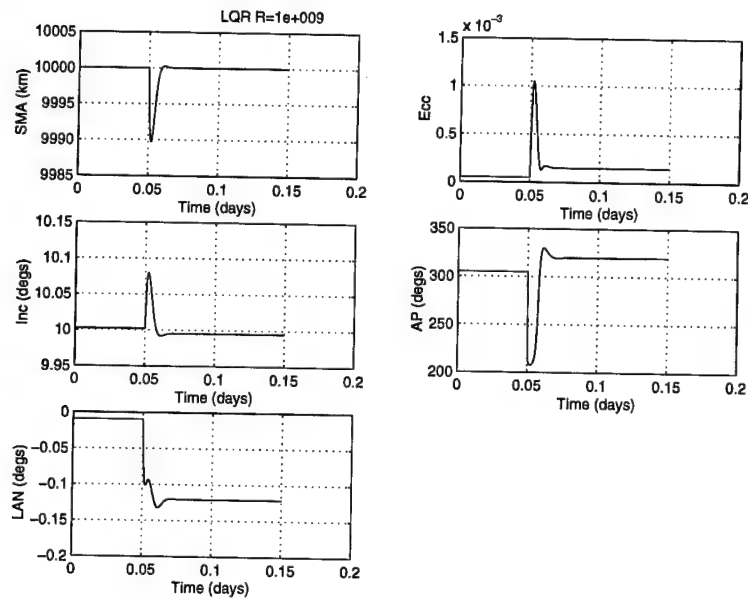 LQR R=1e+009
10005
10000
9995
9990
9985
SMA (km)
0 0.05 0.1 0.15 0.2
Time (days)
x 10⁻³
1.5
1
0.5
0
Ecc
0 0.05 0.1 0.15 0.2
Time (days)
10.15
10.1
10.05
10
9.95
Inc (degs)
0 0.05 0.1 0.15 0.2
Time (days)
350
300
250
200
AP (degs)
0 0.05 0.1 0.15 0.2
Time (days)
0
−0.05
−0.1
−0.15
−0.2
LAN (degs)
0 0.05 0.1 0.15 0.2
Time (days)